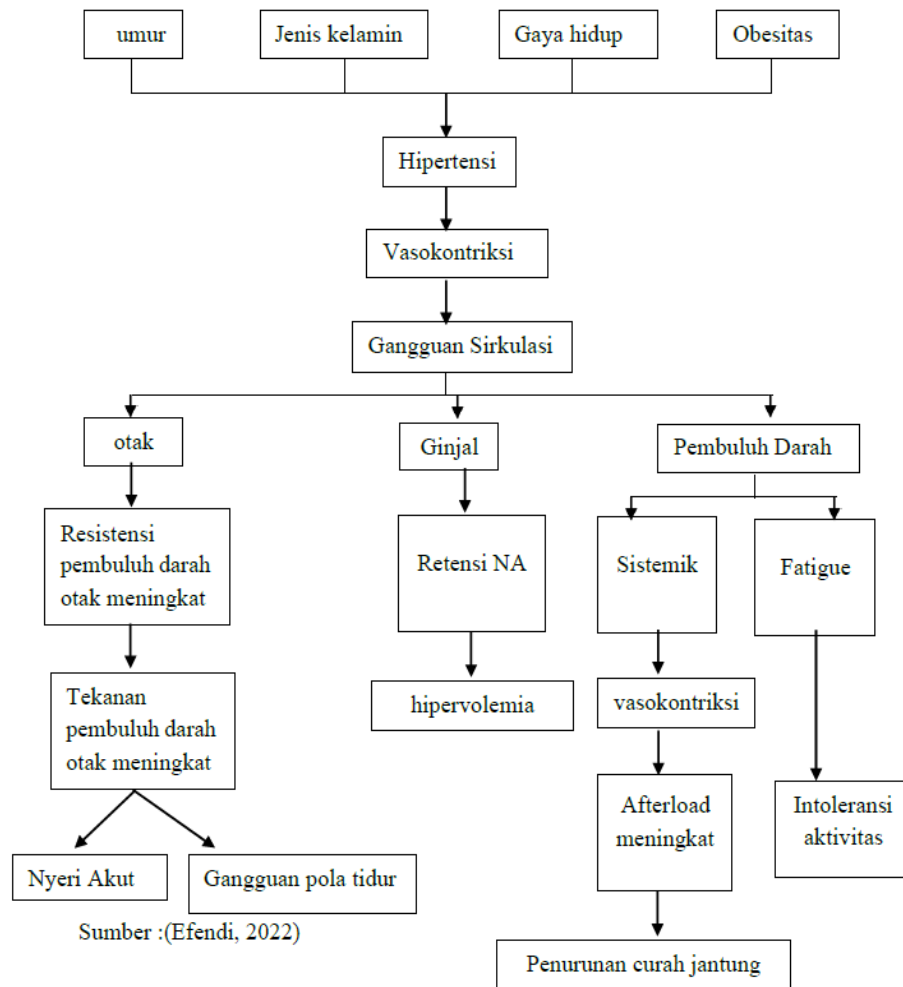 umur
Jenis kelamin
Gaya hidup
Obesitas
Hipertensi
Vasokontriksi
Gangguan Sirkulasi
otak
Ginjal
Pembuluh Darah
Resistensi
pembuluh darah
otak meningkat
Retensi NA
Sistemik
Fatigue
Tekanan
pembuluh darah
otak meningkat
hipervolemia
vasokontriksi
Afterload
meningkat
Intoleransi
aktivitas
Nyeri Akut
Gangguan pola tidur
Sumber :(Efendi, 2022)
Penurunan curah jantung